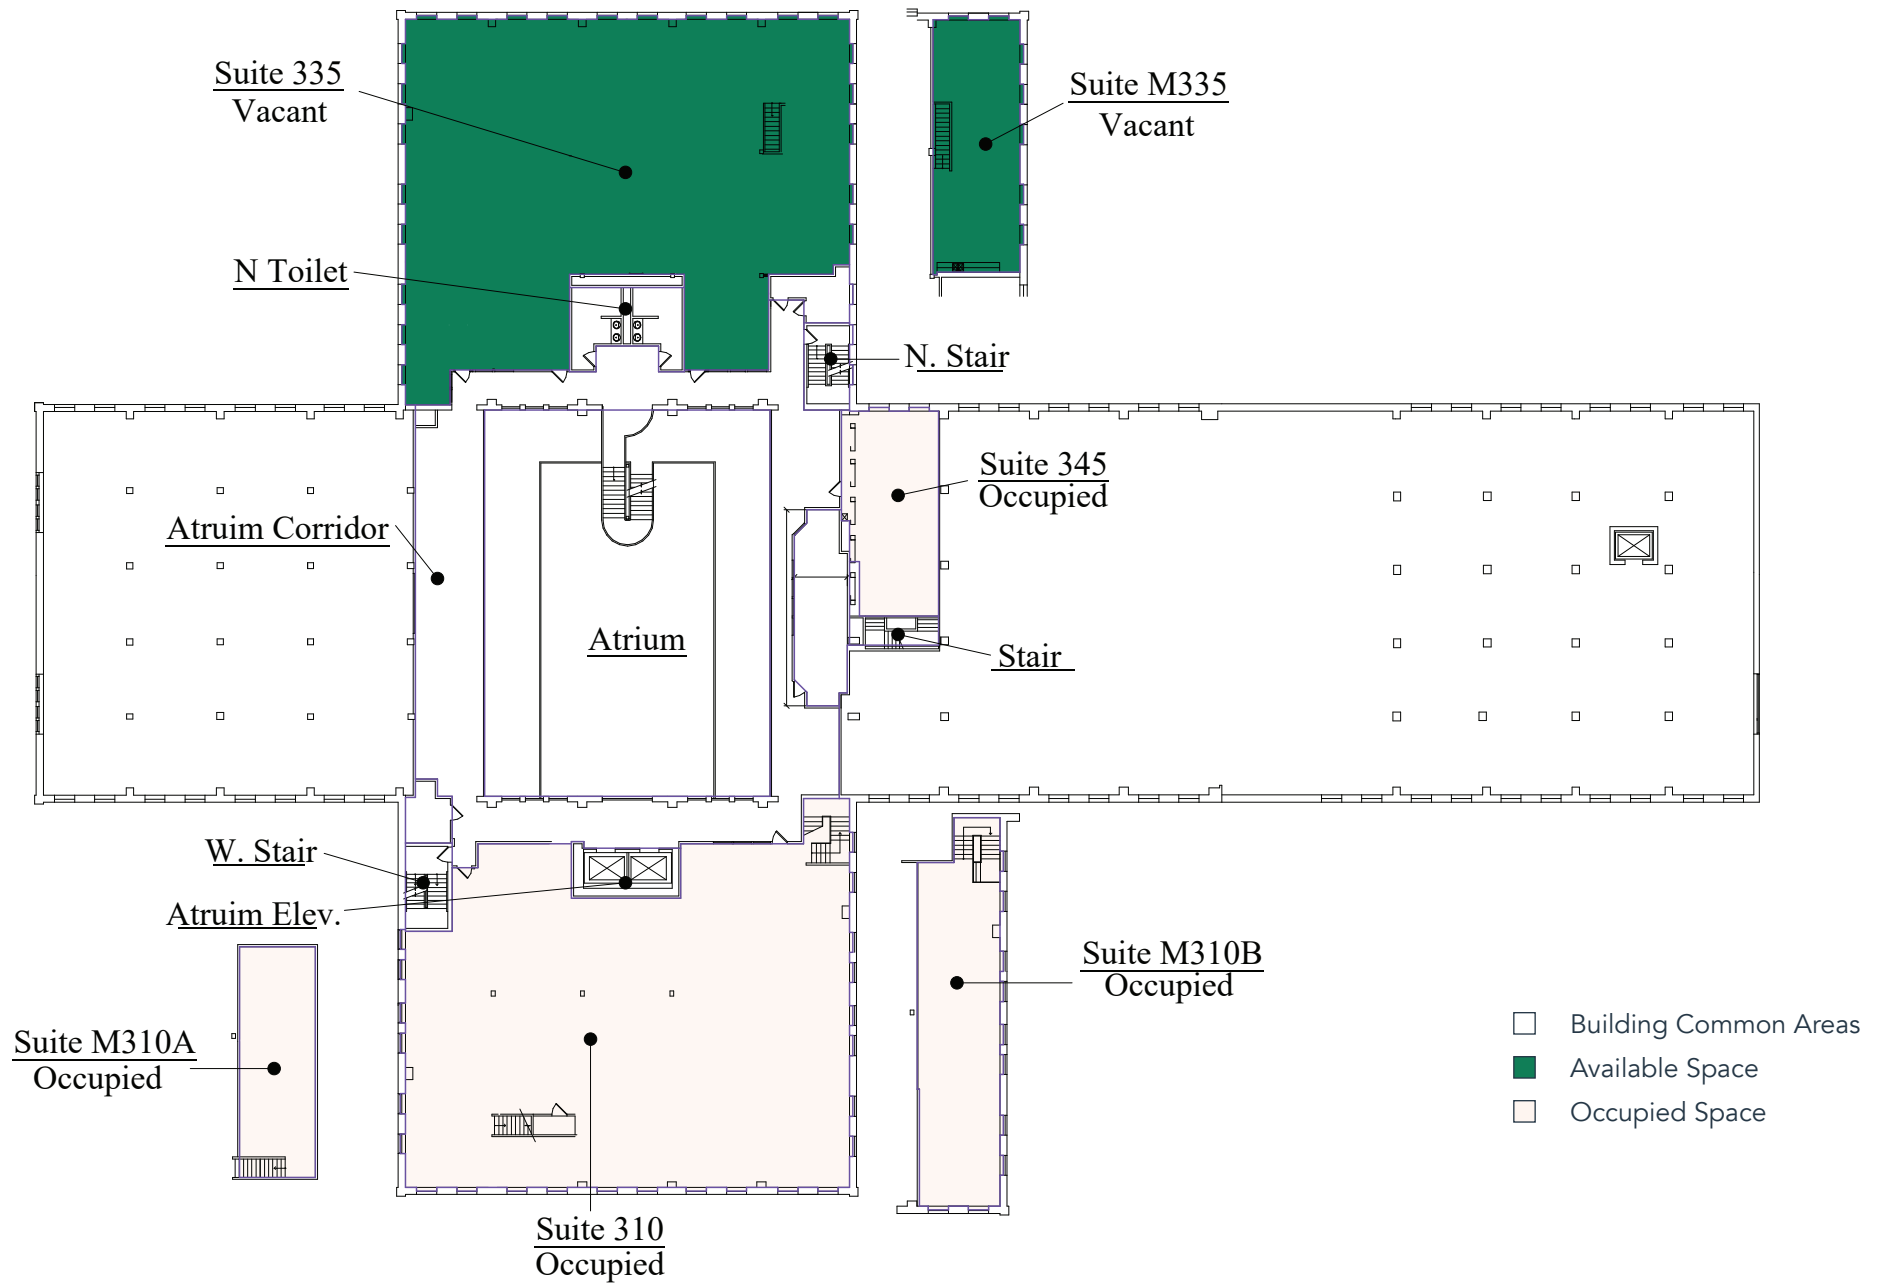 Suite 335
Vacant
Suite M335
Vacant
N Toilet
N. Stair
Suite 345
Occupied
Atruim Corridor
Atrium
Stair
W. Stair
Atruim Elev.
Suite M310B
Occupied
Suite M310A
Occupied
Suite 310
Occupied
Building Common Areas
Available Space
Occupied Space